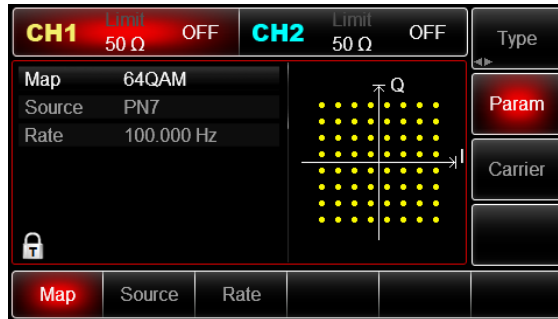 CH1 Limit 50 Ω OFF
CH2 Limit 50 Ω OFF
Type
Map 64QAM
Source PN7
Rate 100.000 Hz
Q
I
Param
Carrier
T
Map Source Rate